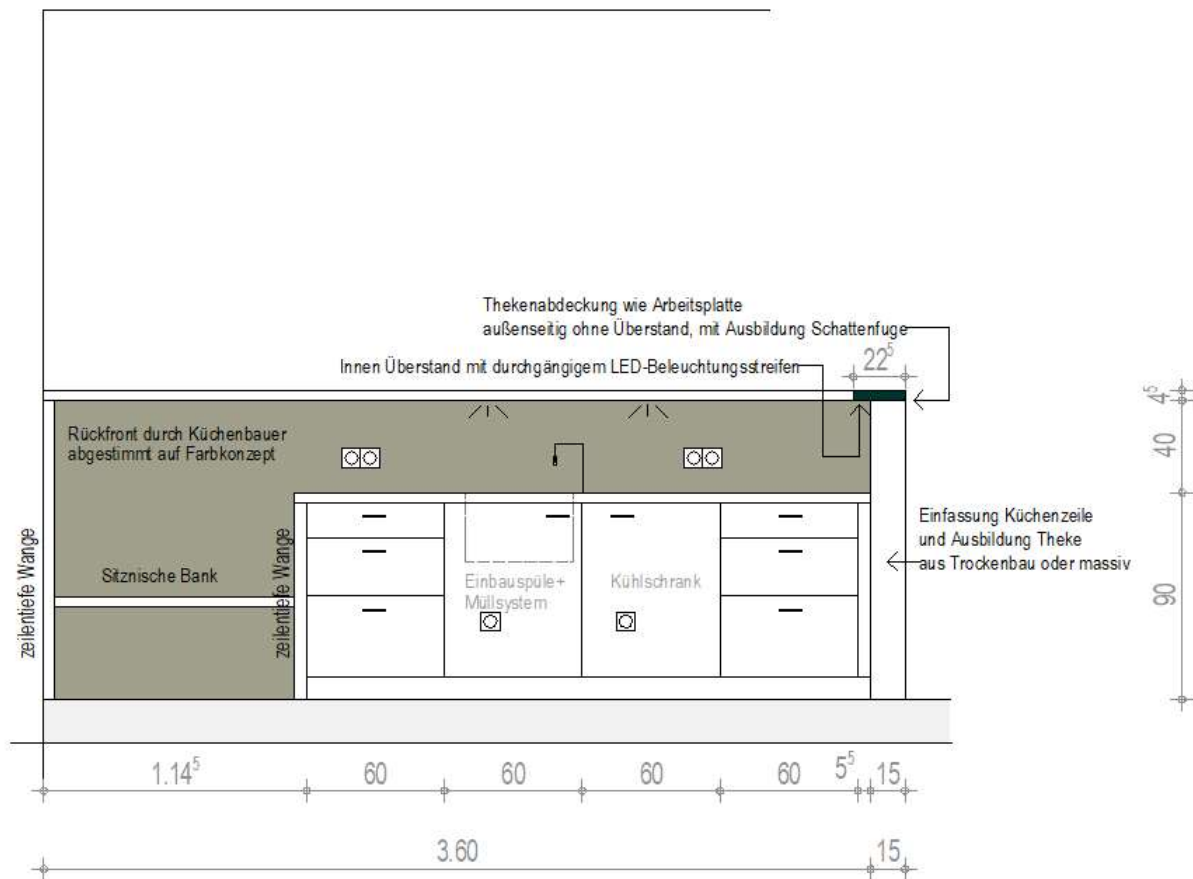 Thekenabdeckung wie Arbeitsplatte
außenseitig ohne Überstand, mit Ausbildung Schattenfuge
22⁵
Innen Überstand mit durchgängigem LED-Beleuchtungsstreifen
4⁵
Rückfront durch Küchenbauer
abgestimmt auf Farbkonzept
40
Einfassung Küchenzeile
und Ausbildung Theke
aus Trockenbau oder massiv
zeilentiefe Wange
Sitznische Bank
zeilentiefe Wange
Einbauspüle+
Müllsystem
Kühlschrank
90
1.14⁵
60
60
60
60
5⁵
15
3.60
15